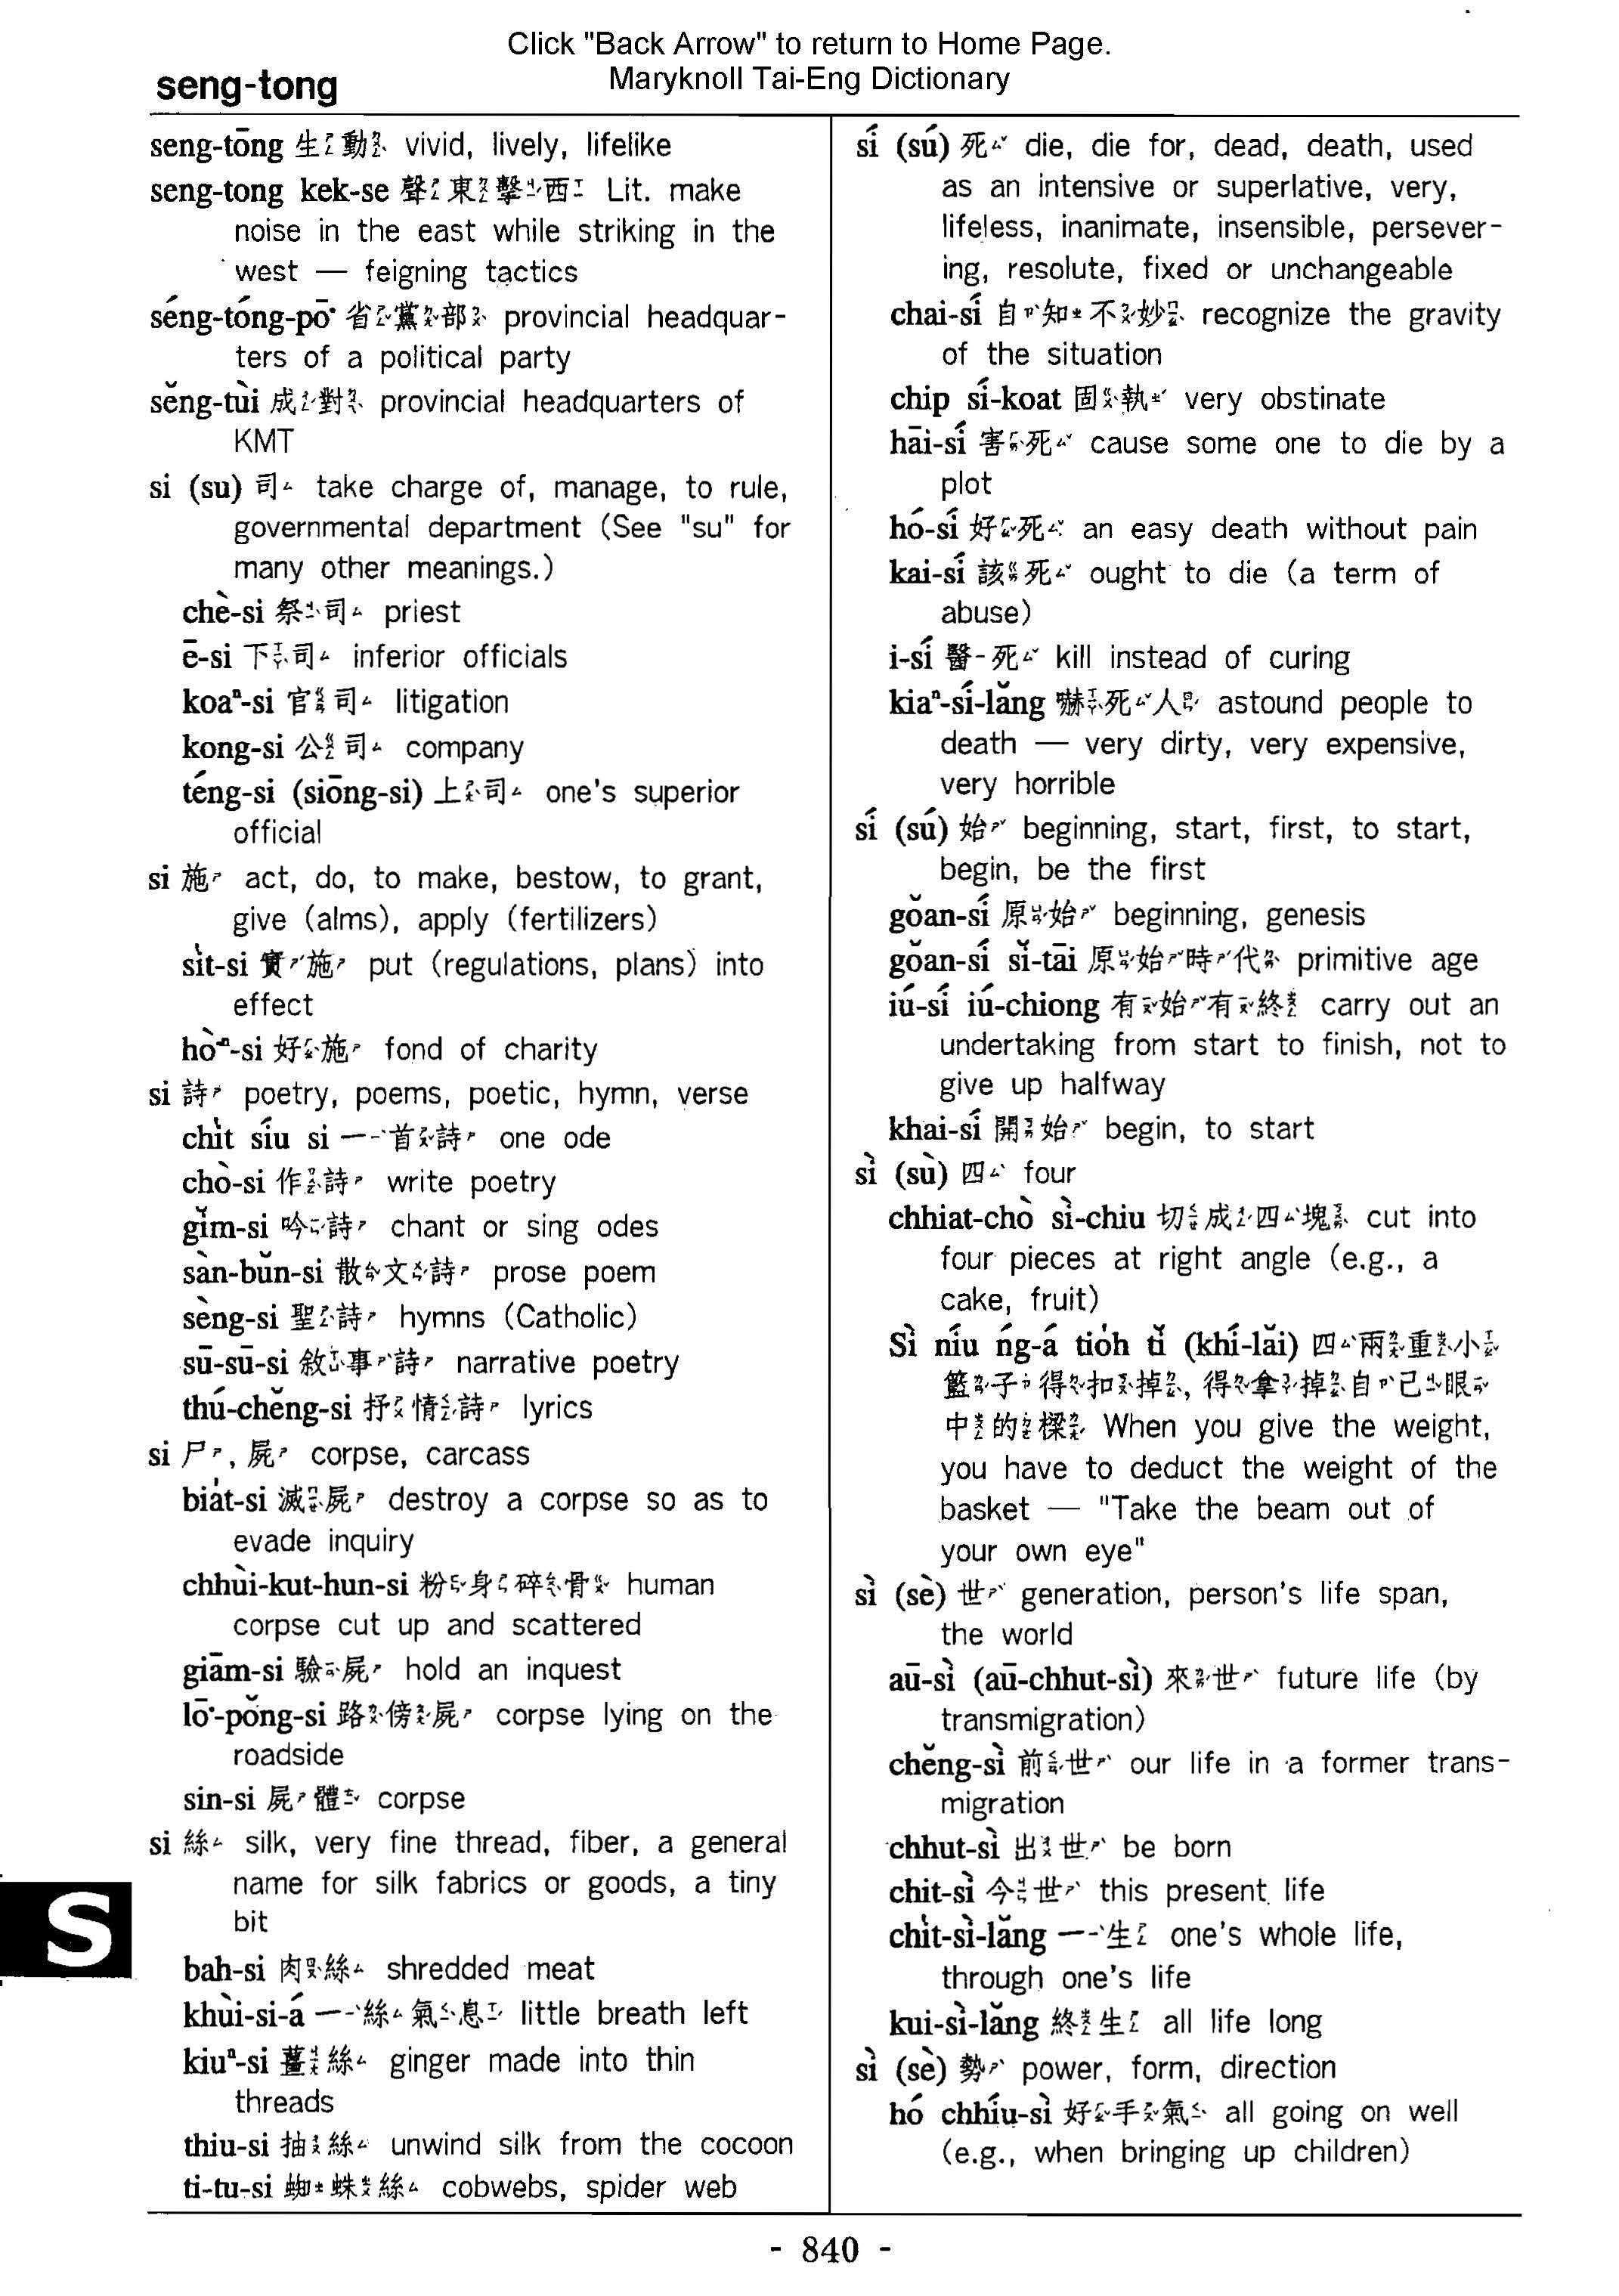 Click "Back Arrow" to return to Home Page.
Maryknoll Tai-Eng Dictionary
seng-tong
seng-tōng 生動 vivid, lively, lifelike
seng-tong kek-se 聲東擊西 Lit. make
noise in the east while striking in the
west — feigning tactics
séng-tóng-pō͘ 省黨部 provincial headquar-
ters of a political party
sĕng-tùi 成對 provincial headquarters of
KMT
si (su) 司 take charge of, manage, to rule,
governmental department (See "su" for
many other meanings.)
chè-si 祭司 priest
ē-si 下司 inferior officials
koaⁿ-si 官司 litigation
kong-si 公司 company
téng-si (siōng-si) 上司 one's superior
official
si 施 act, do, to make, bestow, to grant,
give (alms), apply (fertilizers)
si̍t-si 實施 put (regulations, plans) into
effect
hò͘ⁿ-si 好施 fond of charity
si 詩 poetry, poems, poetic, hymn, verse
chi̍t síu si 一首詩 one ode
chò-si 作詩 write poetry
gĭm-si 吟詩 chant or sing odes
sàn-bŭn-si 散文詩 prose poem
sèng-si 聖詩 hymns (Catholic)
sū-sū-si 敘事詩 narrative poetry
thú-chĕng-si 抒情詩 lyrics
si 尸, 屍 corpse, carcass
bia̍t-si 滅屍 destroy a corpse so as to
evade inquiry
chhùi-kut-hun-si 粉身碎骨 human
corpse cut up and scattered
giām-si 驗屍 hold an inquest
lō͘-pŏng-si 路傍屍 corpse lying on the
roadside
sin-si 屍體 corpse
si 絲 silk, very fine thread, fiber, a general
name for silk fabrics or goods, a tiny
bit
bah-si 肉絲 shredded meat
khùi-si-á 一絲氣息 little breath left
kiuⁿ-si 薑絲 ginger made into thin
threads
thiu-si 抽絲 unwind silk from the cocoon
ti-tu-si 蜘蛛絲 cobwebs, spider web
sí (sú) 死 die, die for, dead, death, used
as an intensive or superlative, very,
lifeless, inanimate, insensible, persever-
ing, resolute, fixed or unchangeable
chai-sí 自知不妙 recognize the gravity
of the situation
chip sí-koat 固執 very obstinate
hāi-sí 害死 cause some one to die by a
plot
hó-sí 好死 an easy death without pain
kai-sí 該死 ought to die (a term of
abuse)
i-sí 醫死 kill instead of curing
kiaⁿ-sí-lăng 嚇死人 astound people to
death — very dirty, very expensive,
very horrible
sí (sú) 始 beginning, start, first, to start,
begin, be the first
gŏan-sí 原始 beginning, genesis
gŏan-sí sĭ-tāi 原始時代 primitive age
iú-sí iú-chiong 有始有終 carry out an
undertaking from start to finish, not to
give up halfway
khai-sí 開始 begin, to start
sì (sù) 四 four
chhiat-chò sì-chiu 切成四塊 cut into
four pieces at right angle (e.g., a
cake, fruit)
Sì níu ńg-á tio̍h tĭ (khí-lăi) 四兩重小
籃子得扣掉, 得拿掉自己眼
中的樑 When you give the weight,
you have to deduct the weight of the
basket — "Take the beam out of
your own eye"
sì (sè) 世 generation, person's life span,
the world
aū-sì (aū-chhut-sì) 來世 future life (by
transmigration)
chĕng-sì 前世 our life in a former trans-
migration
chhut-sì 出世 be born
chit-sì 今世 this present life
chi̍t-sì-lăng 一生 one's whole life,
through one's life
kui-sì-lăng 終生 all life long
sì (sè) 勢 power, form, direction
hó chhíu-sì 好手氣 all going on well
(e.g., when bringing up children)
S
- 840 -